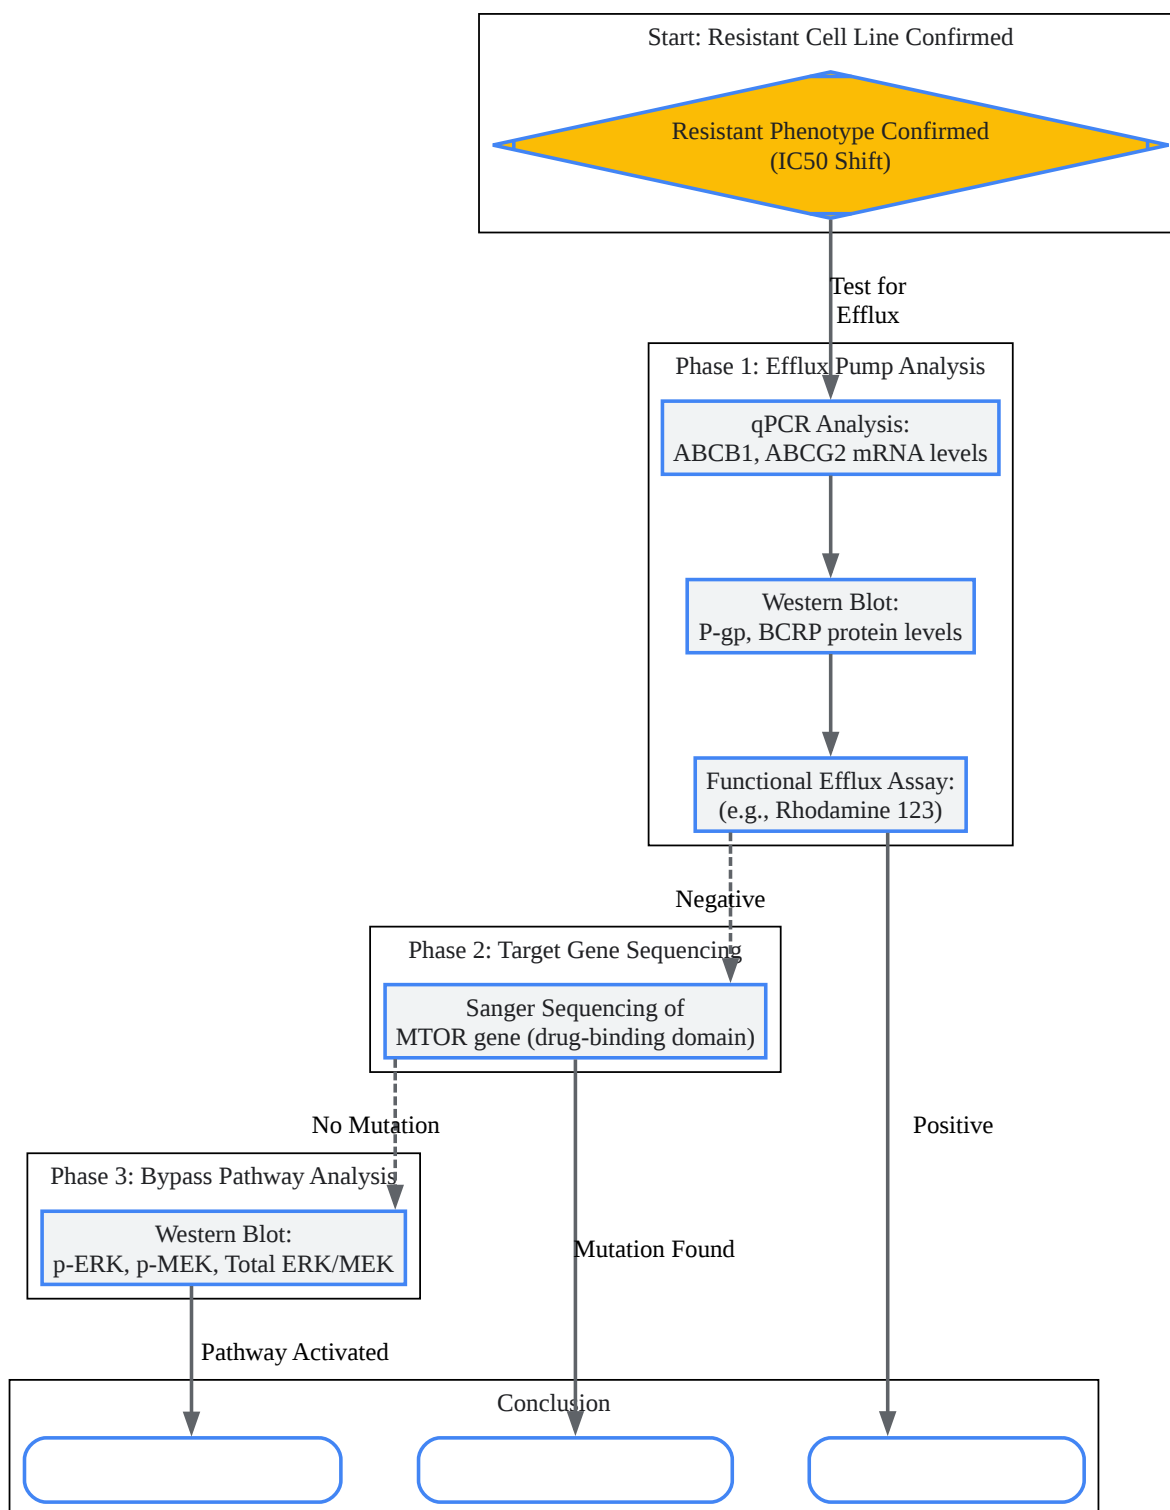 Start: Resistant Cell Line Confirmed
Resistant Phenotype Confirmed
(IC50 Shift)
Test for
Efflux
Phase 1: Efflux Pump Analysis
qPCR Analysis:
ABCB1, ABCG2 mRNA levels
Western Blot:
P-gp, BCRP protein levels
Functional Efflux Assay:
(e.g., Rhodamine 123)
Negative
Phase 2: Target Gene Sequencing
Sanger Sequencing of
MTOR gene (drug-binding domain)
No Mutation
Positive
Phase 3: Bypass Pathway Analysis
Western Blot:
p-ERK, p-MEK, Total ERK/MEK
Mutation Found
Pathway Activated
Conclusion